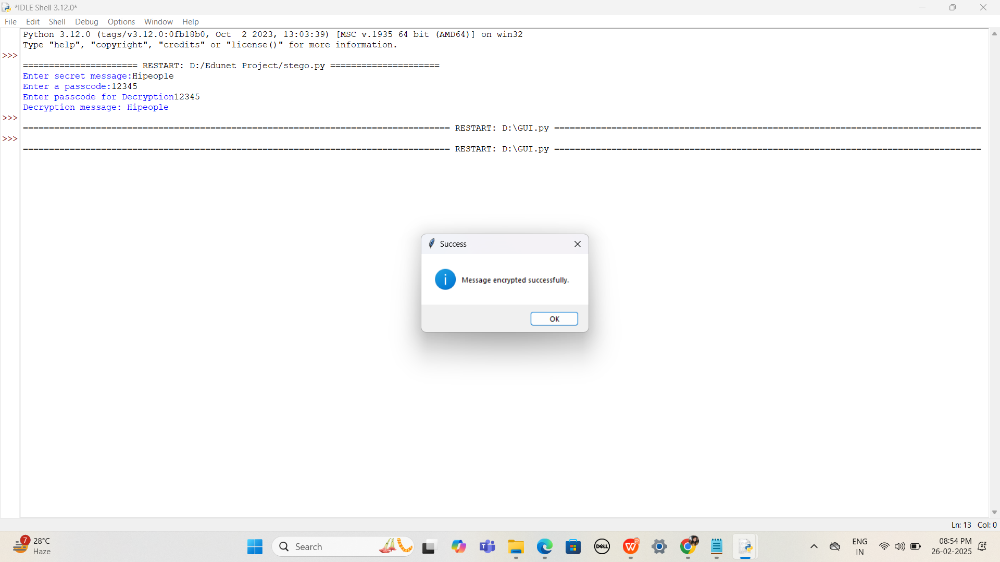 *IDLE Shell 3.12.0*
File Edit Shell Debug Options Window Help
Python 3.12.0 (tags/v3.12.0:0fb18b0, Oct  2 2023, 13:03:39) [MSC v.1935 64 bit (AMD64)] on win32
Type "help", "copyright", "credits" or "license()" for more information.
>>>
====================== RESTART: D:/Edunet Project/stego.py =====================
Enter secret message:Hipeople
Enter a passcode:12345
Enter passcode for Decryption12345
Decryption message: Hipeople
>>>
================================================================================== RESTART: D:\GUI.py ==================================================================================
>>>
================================================================================== RESTART: D:\GUI.py ==================================================================================
Success
i
Message encrypted successfully.
OK
Ln: 13 Col: 0
7
28°C
Haze
Search
DELL
ENG
IN
08:54 PM
26-02-2025